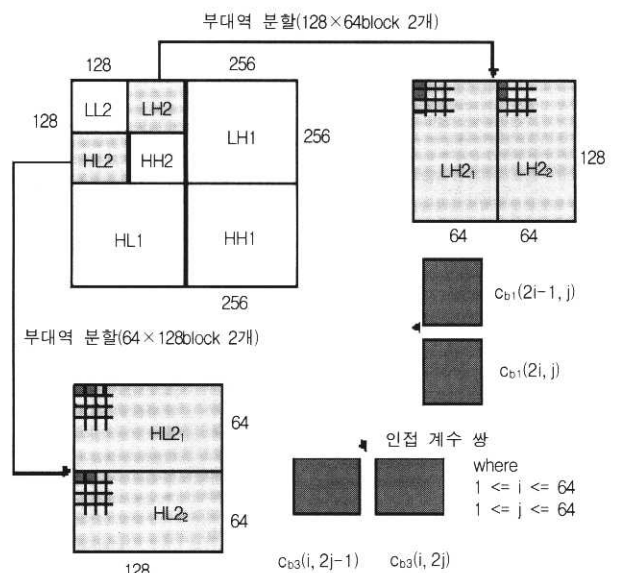 부대역 분할(128×64block 2개)
128
256
LL2
LH2
128
LH1
256
HL2
HH2
HL1
HH1
256
LH2₁
LH2₂
128
64
64
c_b1(2i-1, j)
c_b1(2i, j)
부대역 분할(64×128block 2개)
HL2₁
64
HL2₂
64
128
인접 계수 쌍
where
1 <= i <= 64
1 <= j <= 64
c_b3(i, 2j-1)
c_b3(i, 2j)